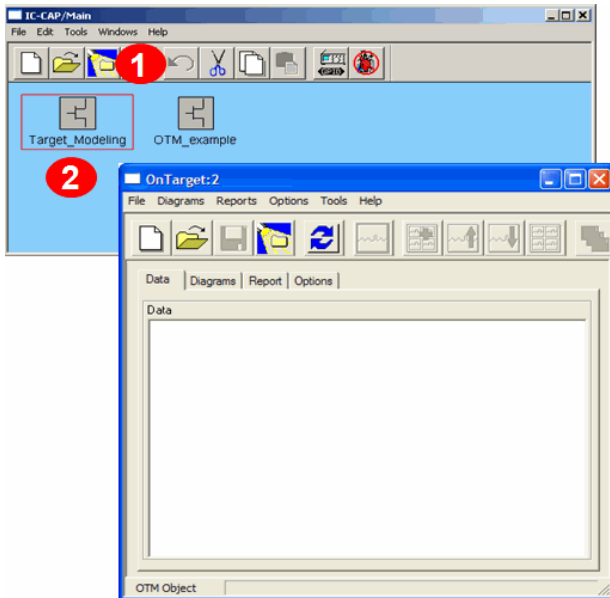 IC-CAP/Main
File Edit Tools Windows Help
1
GPIO
Target_Modeling OTM_example
2
OnTarget:2
File Diagrams Reports Options Tools Help
Data Diagrams Report Options
Data
OTM Object